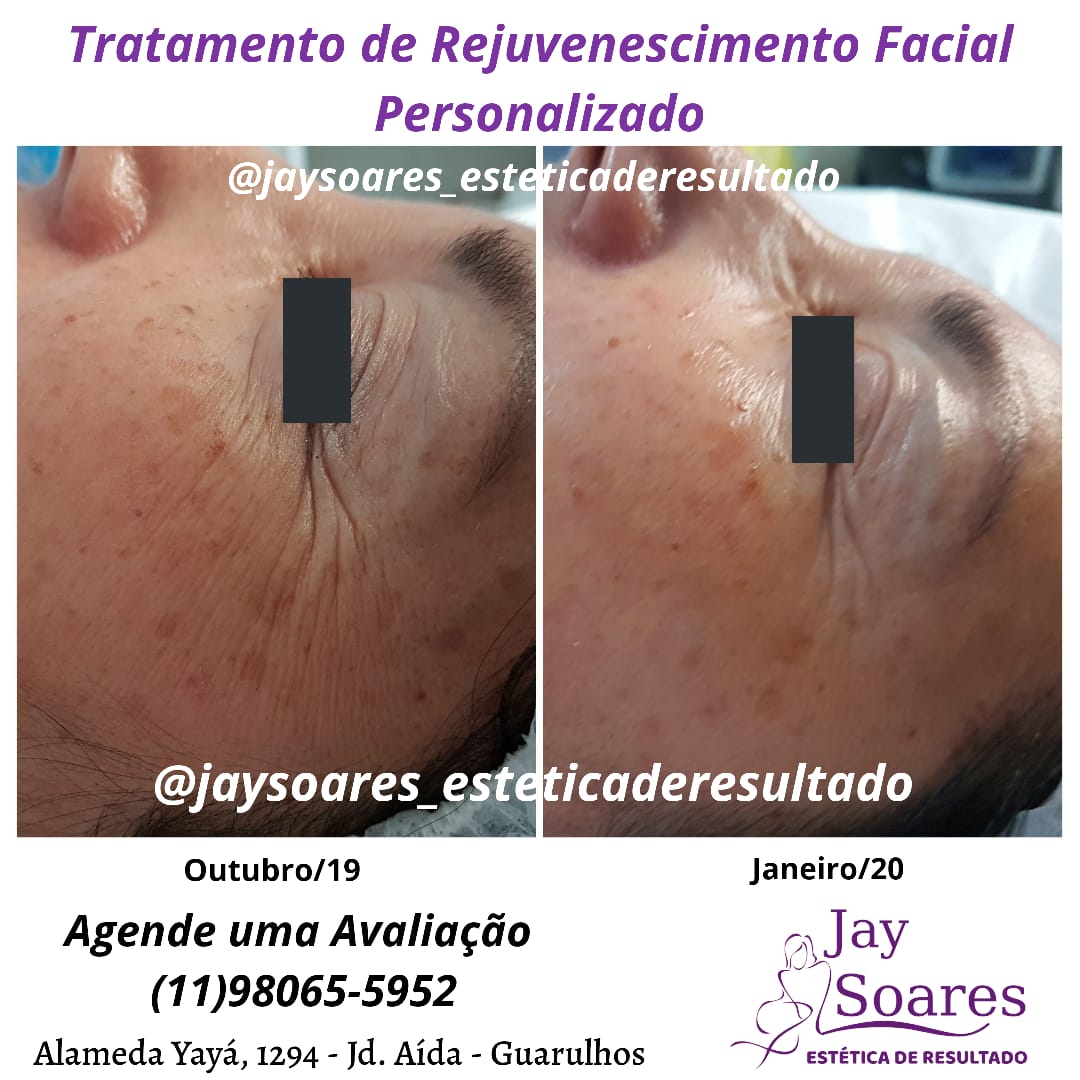 Tratamento de Rejuvenescimento Facial
Personalizado
@jaysoares_esteticaderesultado
@jaysoares_esteticaderesultado
Outubro/19
Janeiro/20
Agende uma Avaliação
(11)98065-5952
Alameda Yayá, 1294 - Jd. Aída - Guarulhos
Jay
Soares
ESTÉTICA DE RESULTADO